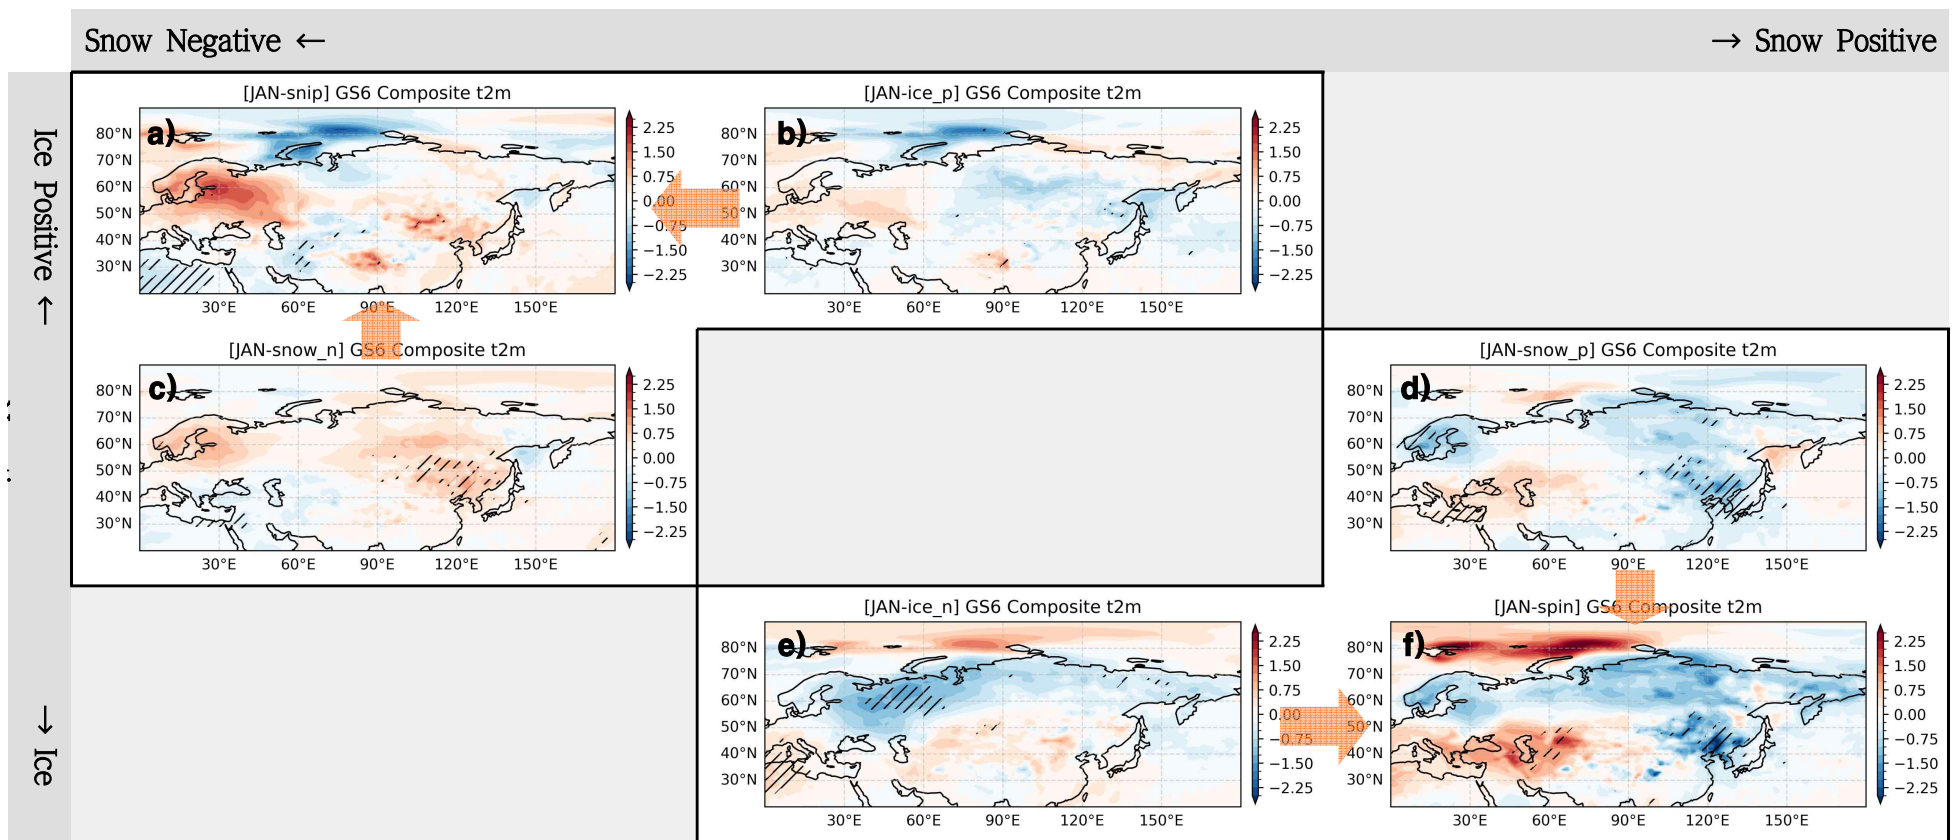 Snow Negative ←
→ Snow Positive
Ice Positive ←
→ Ice
[JAN-snip] GS6 Composite t2m
a)
80°N
70°N
60°N
50°N
40°N
30°N
30°E 60°E 90°E 120°E 150°E
2.25
1.50
0.75
0.00
−0.75
−1.50
−2.25
[JAN-ice_p] GS6 Composite t2m
b)
80°N
70°N
60°N
50°N
40°N
30°N
30°E 60°E 90°E 120°E 150°E
2.25
1.50
0.75
0.00
−0.75
−1.50
−2.25
[JAN-snow_n] GS6 Composite t2m
c)
80°N
70°N
60°N
50°N
40°N
30°N
30°E 60°E 90°E 120°E 150°E
2.25
1.50
0.75
0.00
−0.75
−1.50
−2.25
[JAN-snow_p] GS6 Composite t2m
d)
80°N
70°N
60°N
50°N
40°N
30°N
30°E 60°E 90°E 120°E 150°E
2.25
1.50
0.75
0.00
−0.75
−1.50
−2.25
[JAN-ice_n] GS6 Composite t2m
e)
80°N
70°N
60°N
50°N
40°N
30°N
30°E 60°E 90°E 120°E 150°E
2.25
1.50
0.75
0.00
−0.75
−1.50
−2.25
[JAN-spin] GS6 Composite t2m
f)
80°N
70°N
60°N
50°N
40°N
30°N
30°E 60°E 90°E 120°E 150°E
2.25
1.50
0.75
0.00
−0.75
−1.50
−2.25